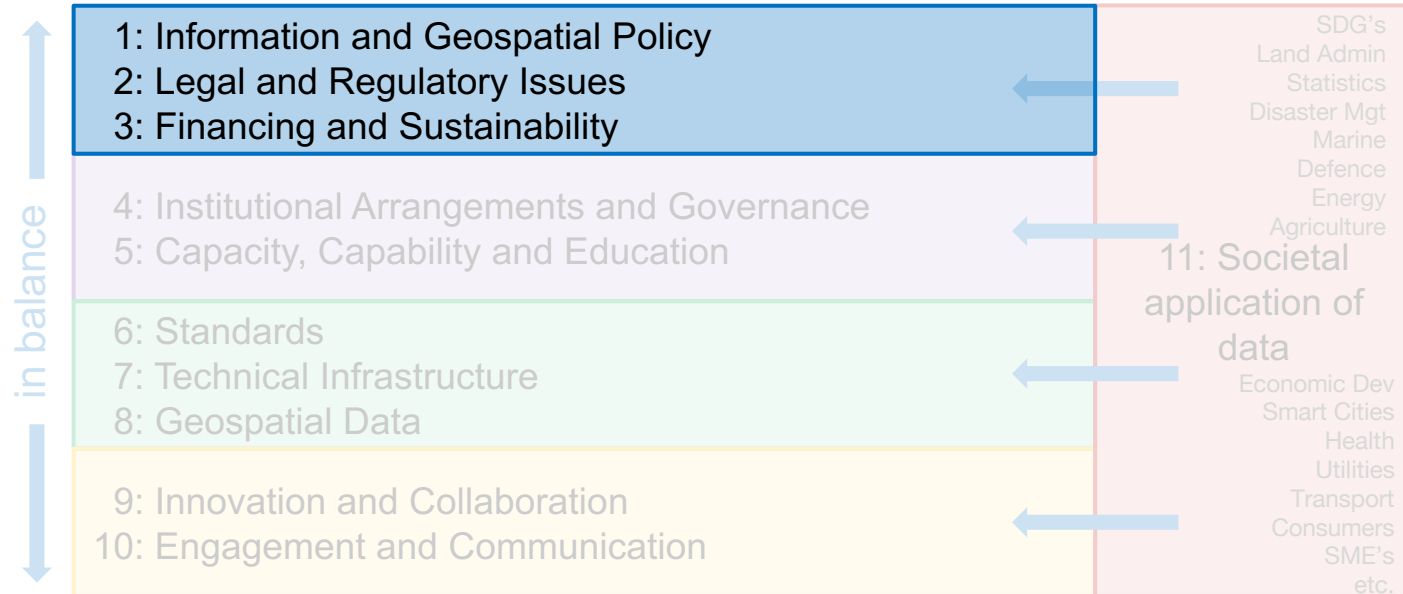 in balance
1: Information and Geospatial Policy
2: Legal and Regulatory Issues
3: Financing and Sustainability
4: Institutional Arrangements and Governance
5: Capacity, Capability and Education
6: Standards
7: Technical Infrastructure
8: Geospatial Data
9: Innovation and Collaboration
10: Engagement and Communication
SDG's
Land Admin
Statistics
Disaster Mgt
Marine
Defence
Energy
Agriculture
11: Societal
application of
data
Economic Dev
Smart Cities
Health
Utilities
Transport
Consumers
SME's
etc.